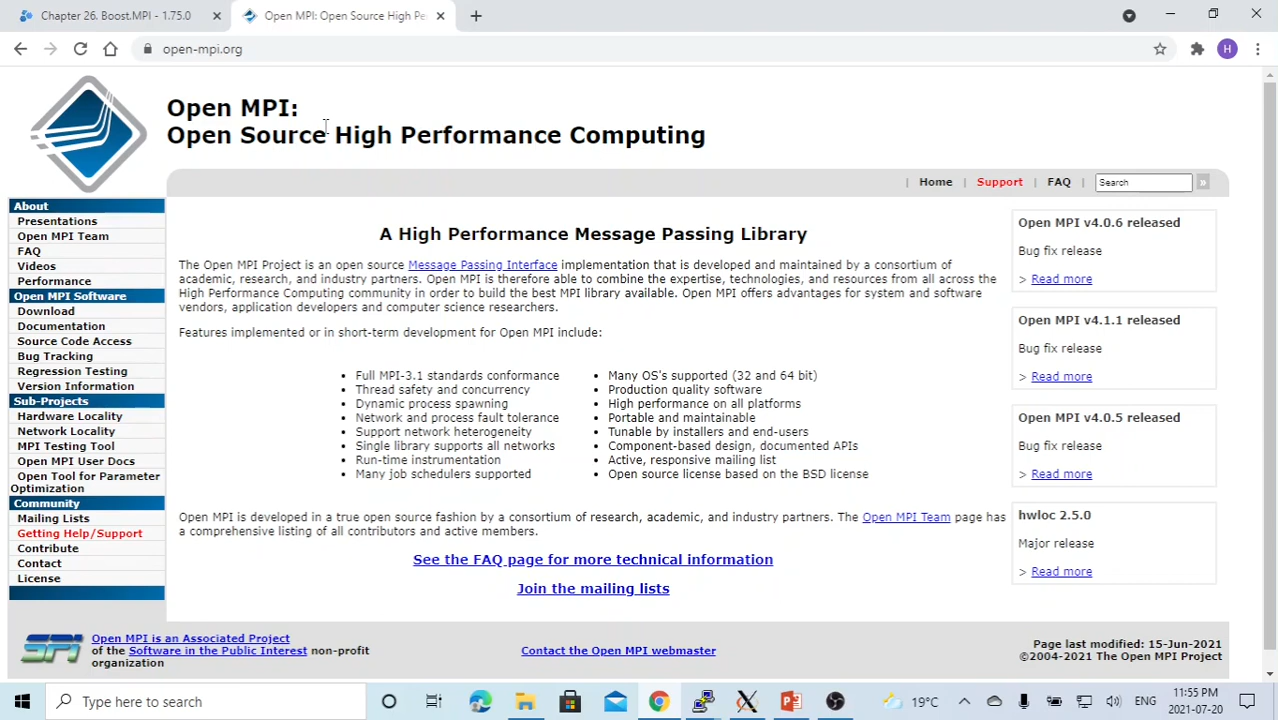 Chapter 26. Boost.MPI - 1.75.0
Open MPI: Open Source High Pe
open-mpi.org
H
Open MPI:
Open Source High Performance Computing
| Home | Support | FAQ | Search »
About
Presentations
Open MPI Team
FAQ
Videos
Performance
Open MPI Software
Download
Documentation
Source Code Access
Bug Tracking
Regression Testing
Version Information
Sub-Projects
Hardware Locality
Network Locality
MPI Testing Tool
Open MPI User Docs
Open Tool for Parameter
Optimization
Community
Mailing Lists
Getting Help/Support
Contribute
Contact
License
A High Performance Message Passing Library
The Open MPI Project is an open source Message Passing Interface implementation that is developed and maintained by a consortium of
academic, research, and industry partners. Open MPI is therefore able to combine the expertise, technologies, and resources from all across the
High Performance Computing community in order to build the best MPI library available. Open MPI offers advantages for system and software
vendors, application developers and computer science researchers.
Features implemented or in short-term development for Open MPI include:
• Full MPI-3.1 standards conformance
• Thread safety and concurrency
• Dynamic process spawning
• Network and process fault tolerance
• Support network heterogeneity
• Single library supports all networks
• Run-time instrumentation
• Many job schedulers supported
• Many OS's supported (32 and 64 bit)
• Production quality software
• High performance on all platforms
• Portable and maintainable
• Tunable by installers and end-users
• Component-based design, documented APIs
• Active, responsive mailing list
• Open source license based on the BSD license
Open MPI is developed in a true open source fashion by a consortium of research, academic, and industry partners. The Open MPI Team page has
a comprehensive listing of all contributors and active members.
See the FAQ page for more technical information
Join the mailing lists
Open MPI v4.0.6 released
Bug fix release
> Read more
Open MPI v4.1.1 released
Bug fix release
> Read more
Open MPI v4.0.5 released
Bug fix release
> Read more
hwloc 2.5.0
Major release
> Read more
SPI
Open MPI is an Associated Project
of the Software in the Public Interest non-profit
organization
Contact the Open MPI webmaster
Page last modified: 15-Jun-2021
©2004-2021 The Open MPI Project
Type here to search
19°C
ENG
11:55 PM
2021-07-20